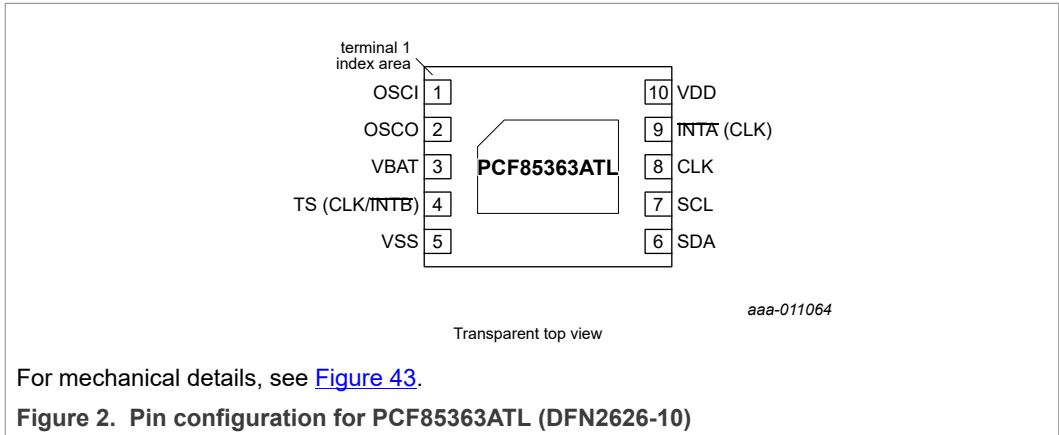 terminal 1
index area
OSCI 1
OSCO 2
VBAT 3
TS (CLK/INTB) 4
VSS 5
PCF85363ATL
10 VDD
9 INTA (CLK)
8 CLK
7 SCL
6 SDA
aaa-011064
Transparent top view
For mechanical details, see Figure 43.
Figure 2. Pin configuration for PCF85363ATL (DFN2626-10)